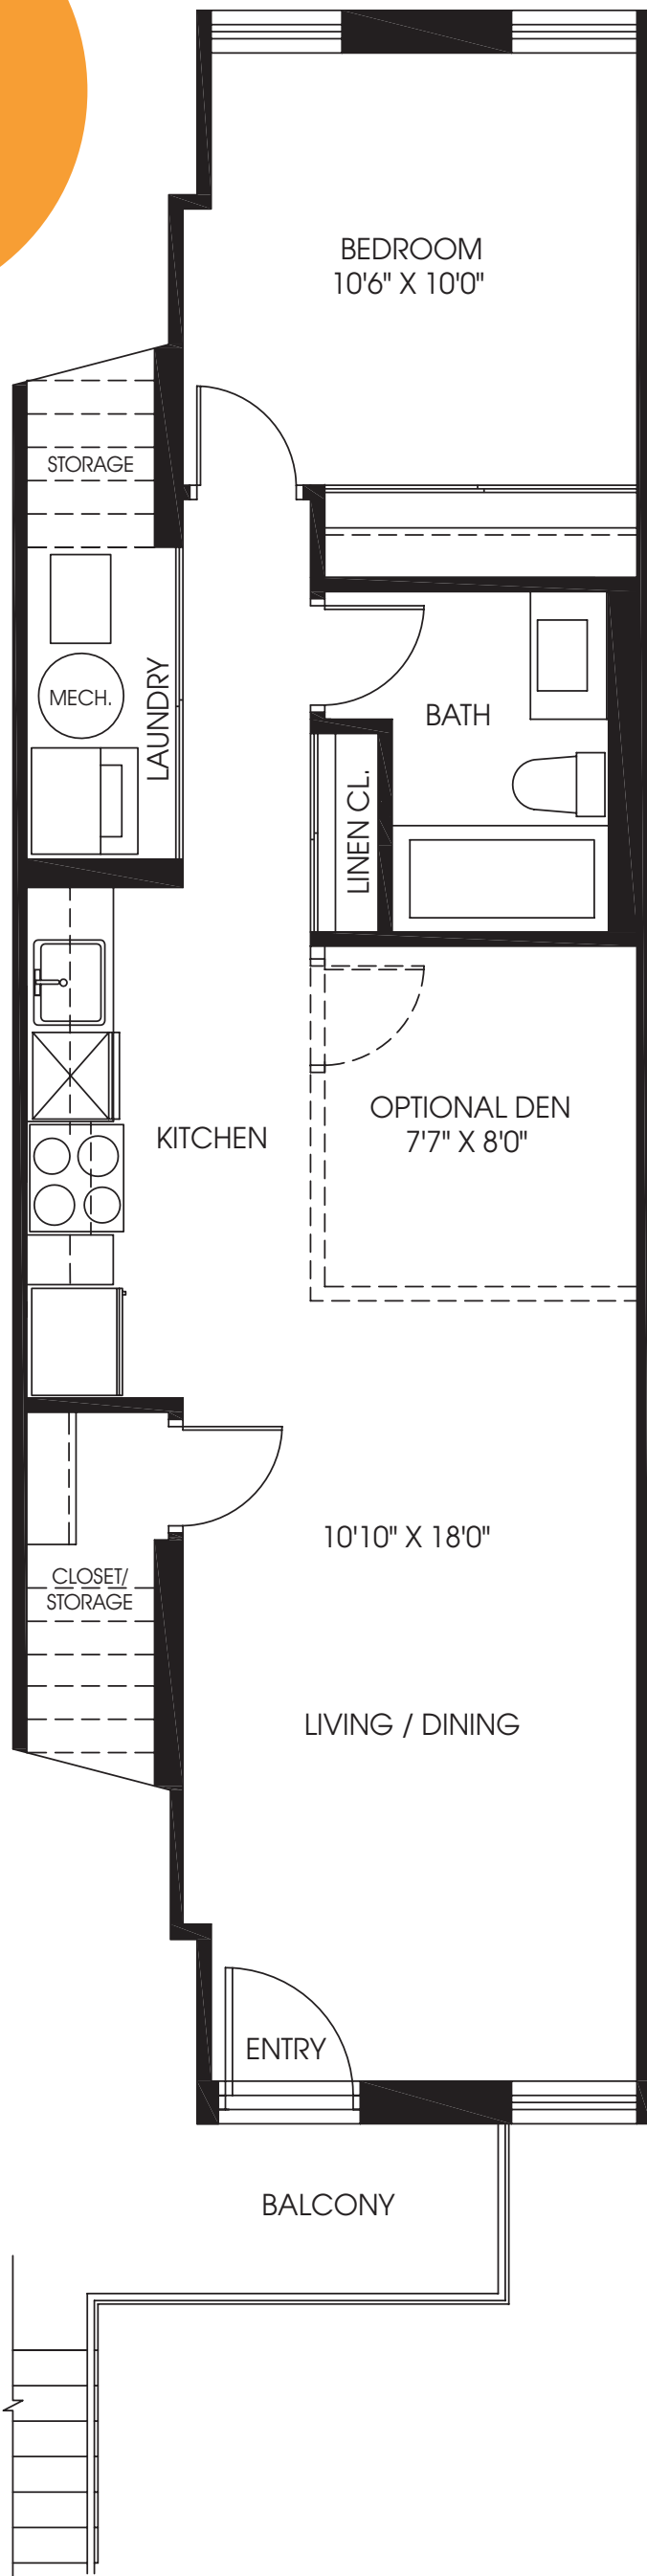 BEDROOM
10'6" X 10'0"
STORAGE
MECH.
LAUNDRY
BATH
LINEN CL.
OPTIONAL DEN
7'7" X 8'0"
KITCHEN
10'10" X 18'0"
CLOSET/
STORAGE
LIVING / DINING
ENTRY
BALCONY